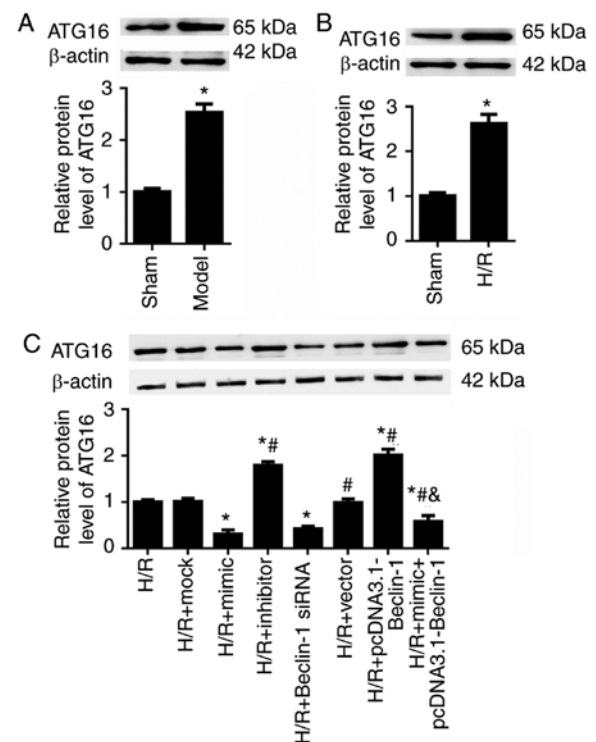 A
ATG16
65 kDa
β-actin
42 kDa
Relative protein
level of ATG16
3
2
1
0
*
Sham
Model
B
ATG16
65 kDa
β-actin
42 kDa
Relative protein
level of ATG16
3
2
1
0
*
Sham
H/R
C
ATG16
65 kDa
β-actin
42 kDa
Relative protein
level of ATG16
3
2
1
0
*
*#
*
#
*#
*#&
H/R
H/R+mock
H/R+mimic
H/R+inhibitor
H/R+Beclin-1 siRNA
H/R+vector
H/R+pcDNA3.1-
Beclin-1
H/R+mimic+
pcDNA3.1-Beclin-1